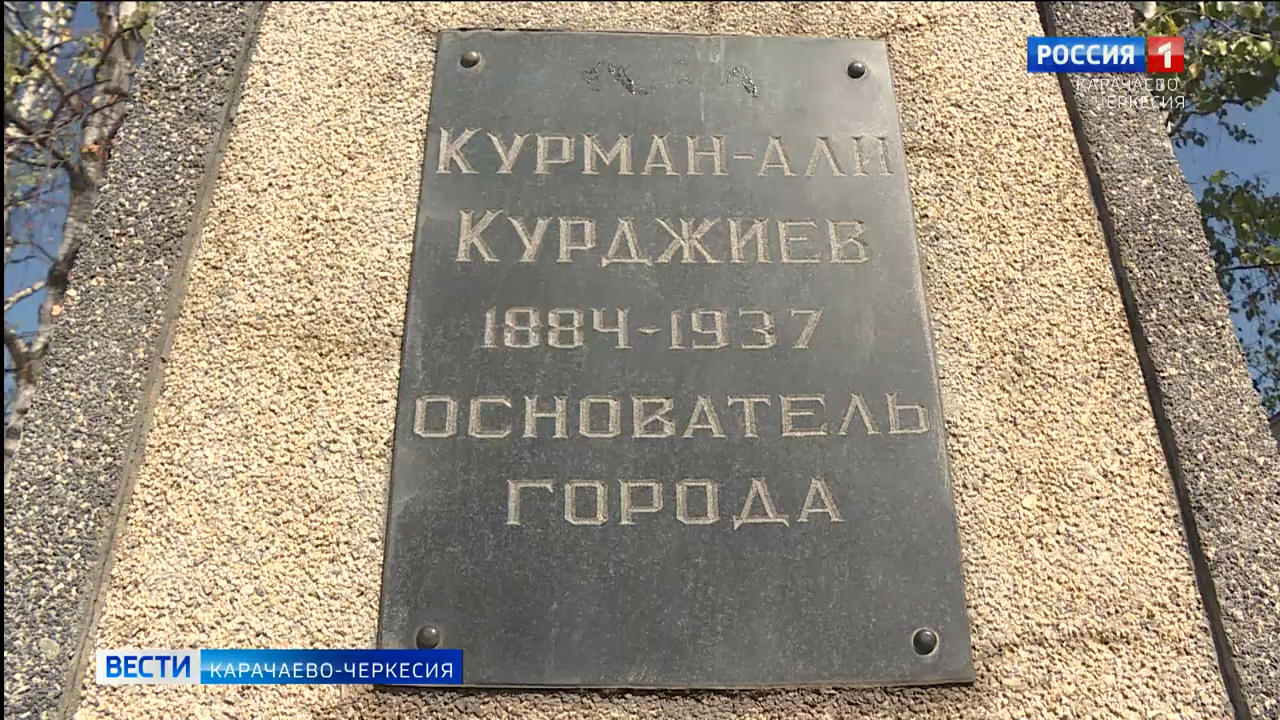 РОССИЯ 1
КАРАЧАЕВО-
ЧЕРКЕСИЯ
КУРМАН-АЛИ
КУРДЖИЕВ
1884-1937
ОСНОВАТЕЛЬ
ГОРОДА
ВЕСТИ КАРАЧАЕВО-ЧЕРКЕСИЯ